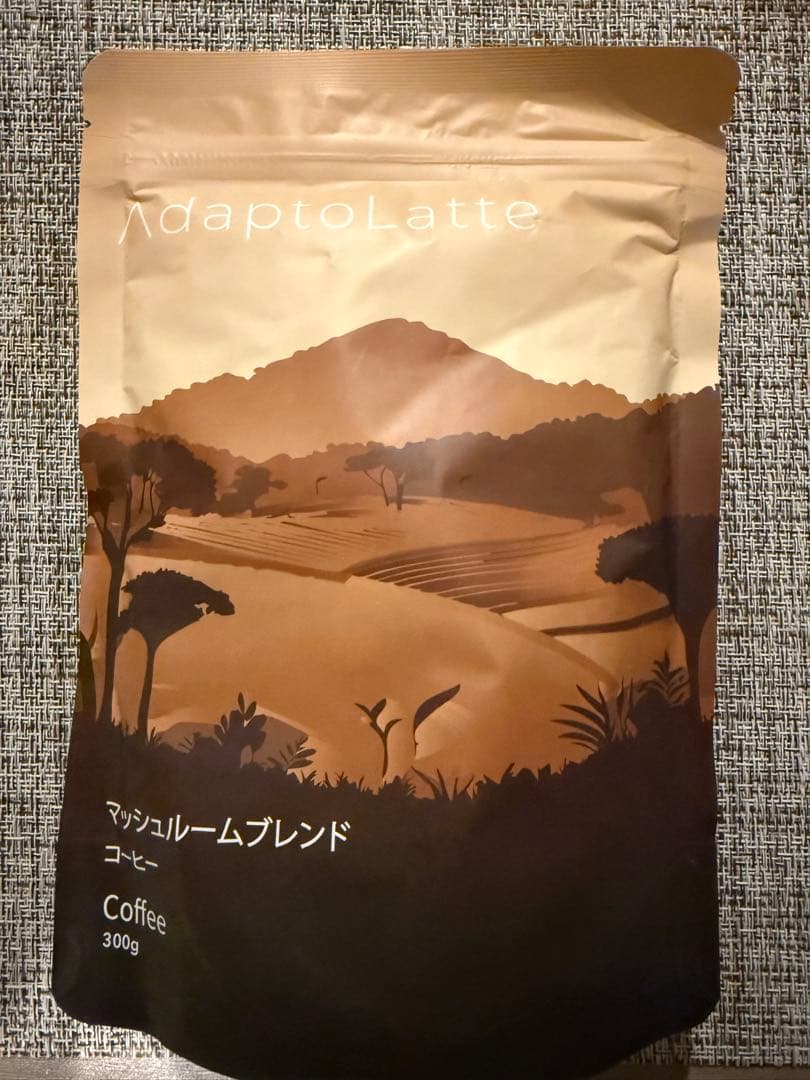 AdaptoLatte
マッシュルームブレンド
コーヒー
Coffee
300g